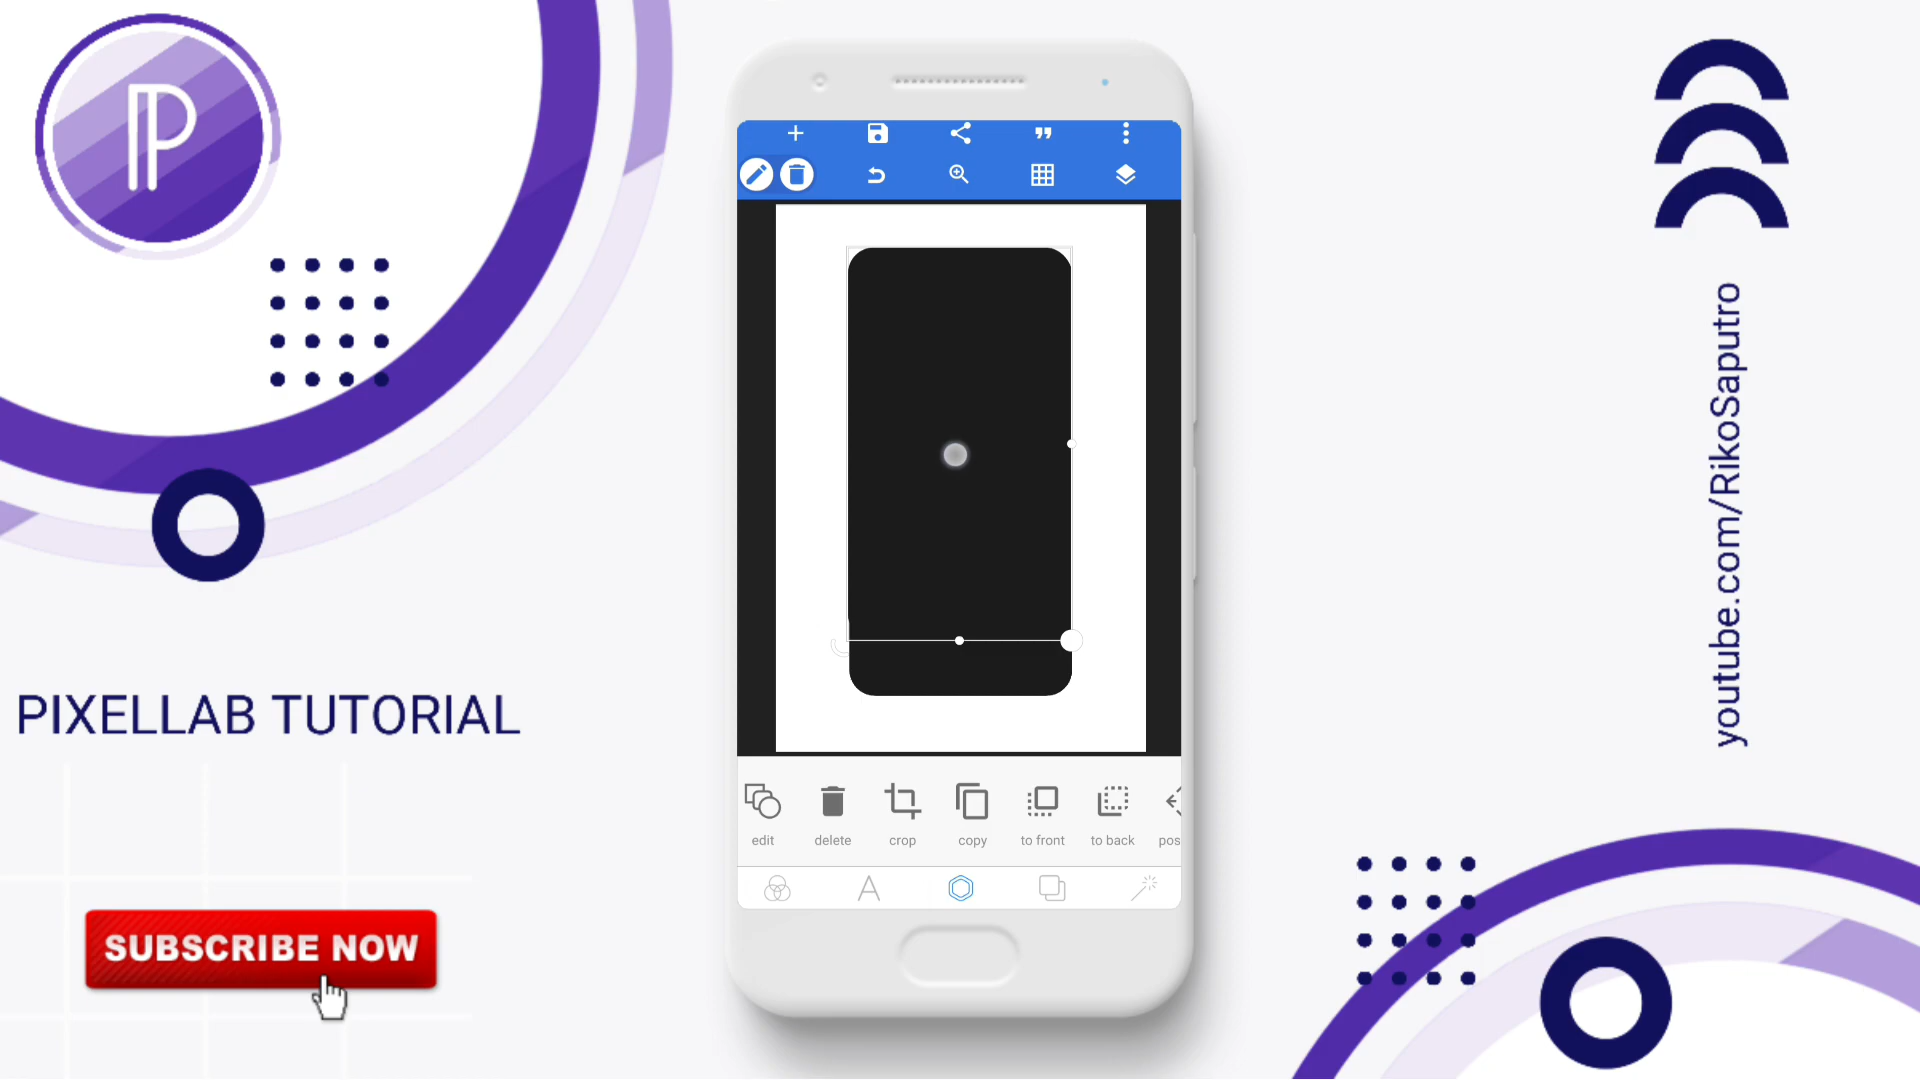 PIXELLAB TUTORIAL
SUBSCRIBE NOW
edit
delete
crop
copy
to front
to back
pos
youtube.com/RikoSaputro